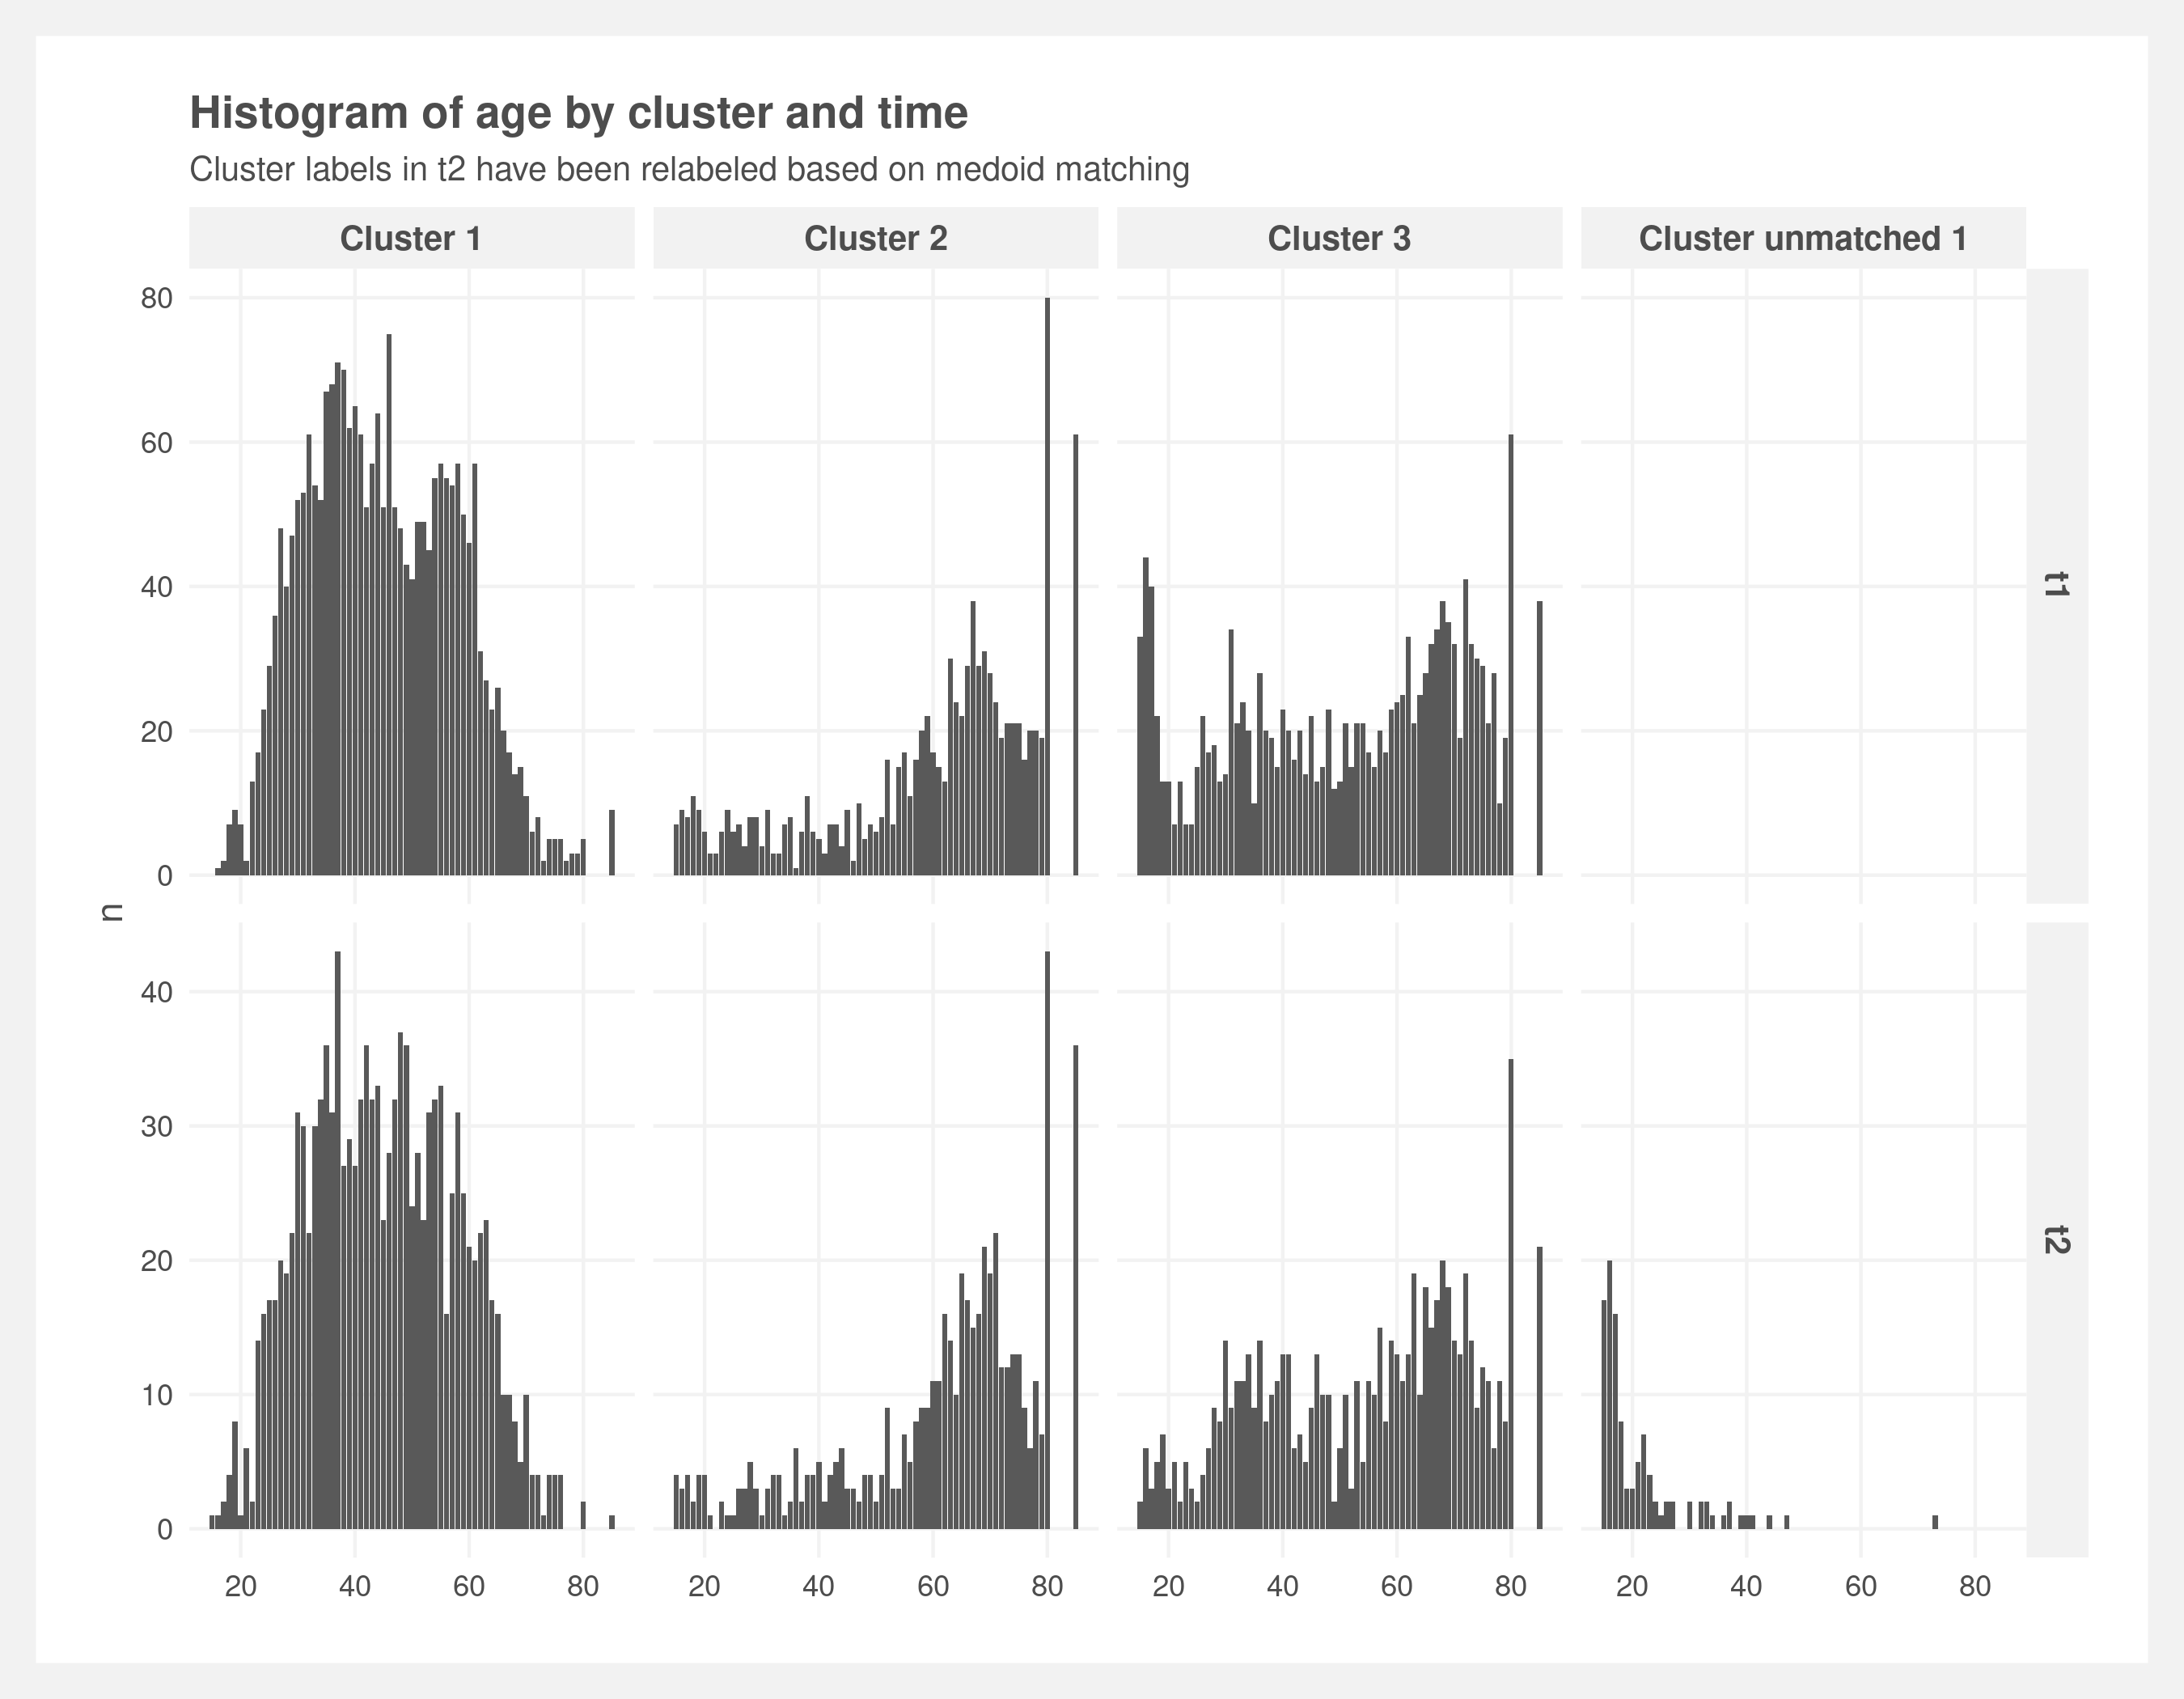 Histogram of age by cluster and time
Cluster labels in t2 have been relabeled based on medoid matching
Cluster 1 Cluster 2 Cluster 3 Cluster unmatched 1
80
60
40
20
0
t1
n
40
30
20
10
0
t2
20 40 60 80 20 40 60 80 20 40 60 80 20 40 60 80